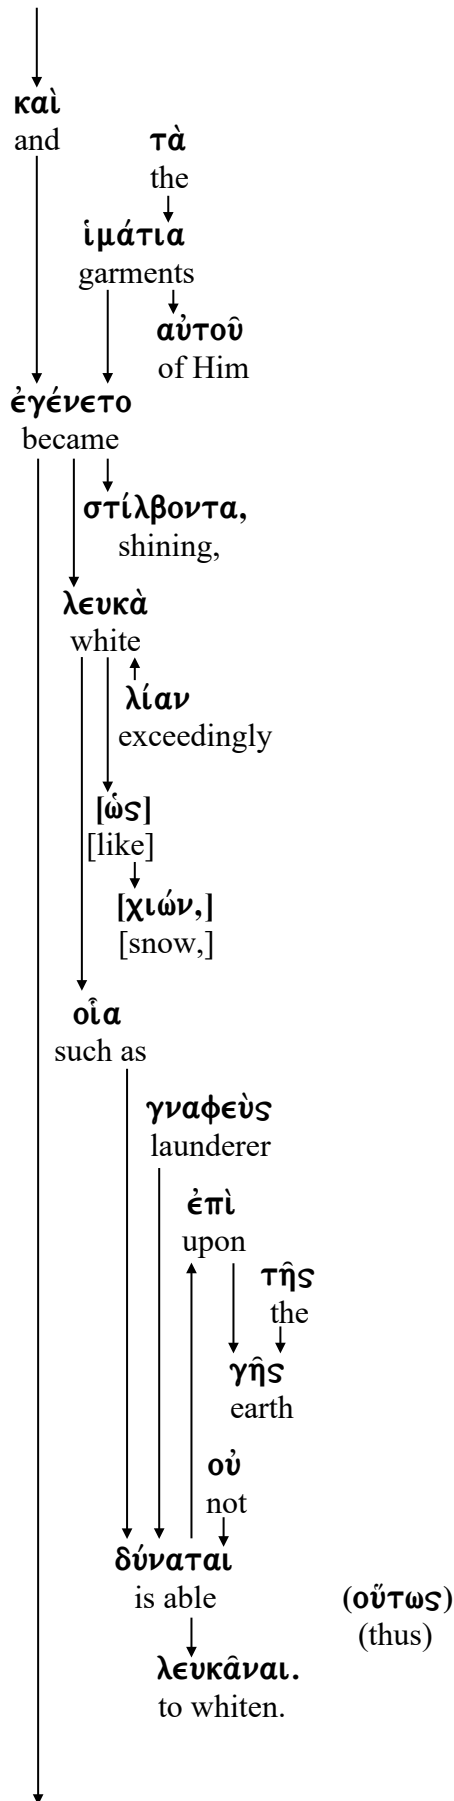 καὶ
and
τὰ
the
ἱμάτια
garments
αὐτοῦ
of Him
ἐγένετο
became
στίλβοντα,
shining,
λευκὰ
white
λίαν
exceedingly
[ὡς]
[like]
[χιών,]
[snow,]
οἷα
such as
γναφεὺς
launderer
ἐπὶ
upon
τῆς
the
γῆς
earth
οὐ
not
δύναται
is able
(οὕτως)
(thus)
λευκᾶναι.
to whiten.